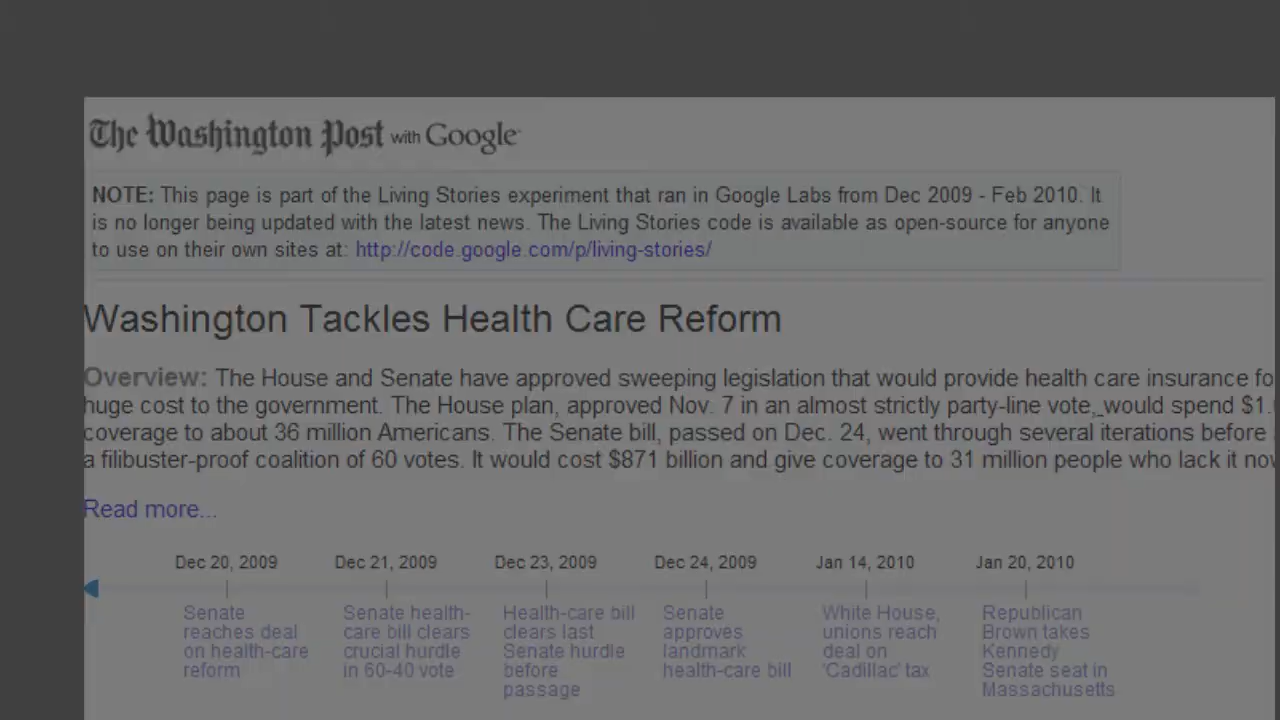 The Washington Post with Google
NOTE: This page is part of the Living Stories experiment that ran in Google Labs from Dec 2009 - Feb 2010. It
is no longer being updated with the latest news. The Living Stories code is available as open-source for anyone
to use on their own sites at: http://code.google.com/p/living-stories/
Washington Tackles Health Care Reform
Overview: The House and Senate have approved sweeping legislation that would provide health care insurance fo
huge cost to the government. The House plan, approved Nov. 7 in an almost strictly party-line vote, would spend $1.
coverage to about 36 million Americans. The Senate bill, passed on Dec. 24, went through several iterations before
a filibuster-proof coalition of 60 votes. It would cost $871 billion and give coverage to 31 million people who lack it now
Read more...
Dec 20, 2009 Dec 21, 2009 Dec 23, 2009 Dec 24, 2009 Jan 14, 2010 Jan 20, 2010
Senate
reaches deal
on health-care
reform
Senate health-
care bill clears
crucial hurdle
in 60-40 vote
Health-care bill
clears last
Senate hurdle
before
passage
Senate
approves
landmark
health-care bill
White House,
unions reach
deal on
'Cadillac' tax
Republican
Brown takes
Kennedy
Senate seat in
Massachusetts